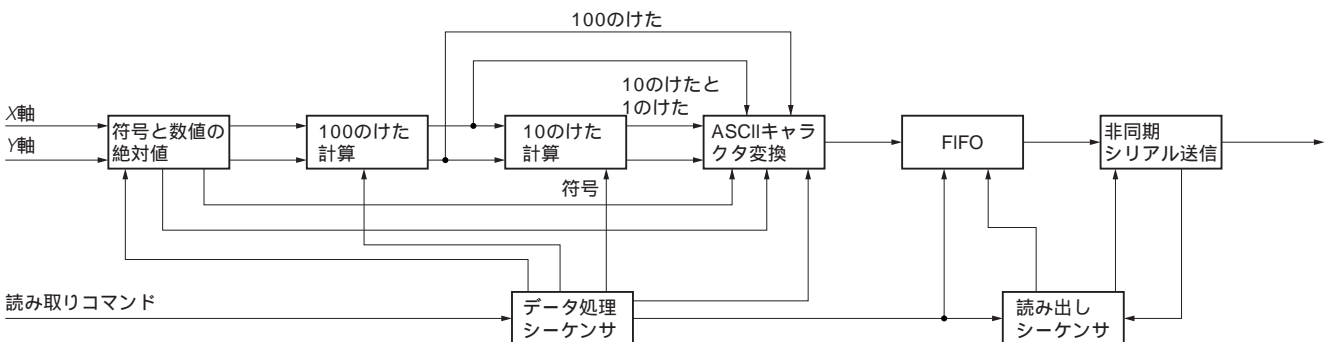 100のけた
10のけたと
1のけた
X軸
Y軸
符号と数値の
絶対値
100のけた
計算
10のけた
計算
ASCIIキャラ
クタ変換
FIFO
非同期
シリアル送信
符号
読み取りコマンド
データ処理
シーケンサ
読み出し
シーケンサ